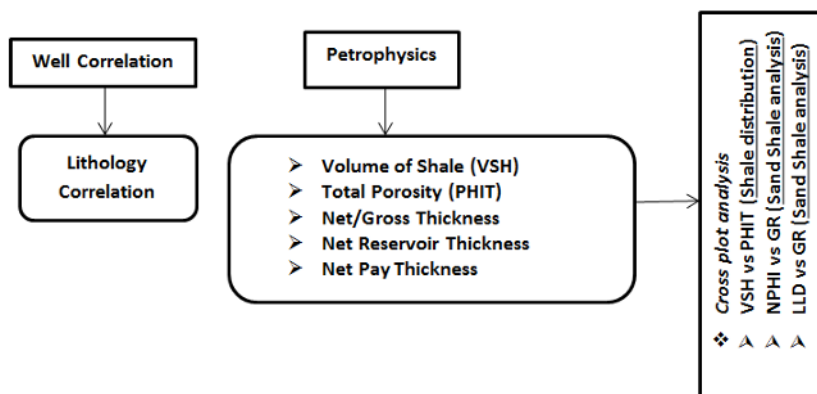 Well Correlation
Lithology
Correlation
Petrophysics
➤ Volume of Shale (VSH)
➤ Total Porosity (PHIT)
➤ Net/Gross Thickness
➤ Net Reservoir Thickness
➤ Net Pay Thickness
❖ Cross plot analysis
➤ VSH vs PHIT (Shale distribution)
➤ NPHI vs GR (Sand Shale analysis)
➤ LLD vs GR (Sand Shale analysis)